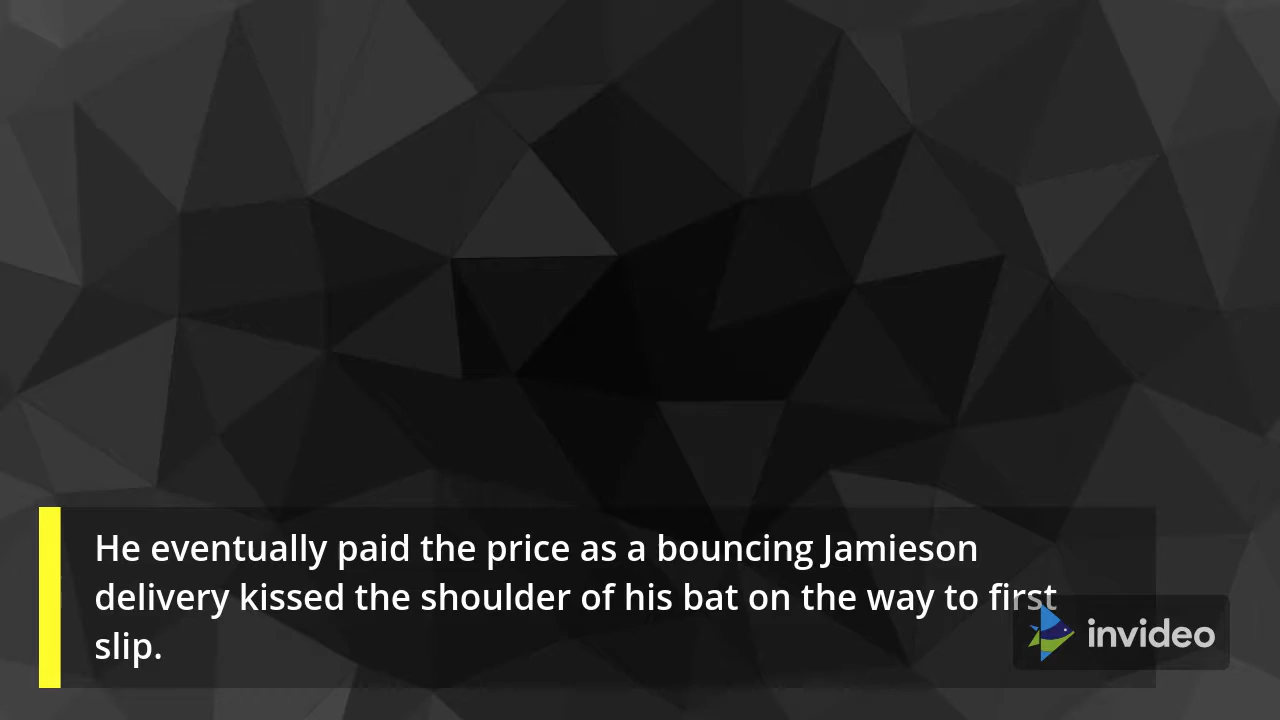 He eventually paid the price as a bouncing Jamieson
delivery kissed the shoulder of his bat on the way to first
slip.
invideo